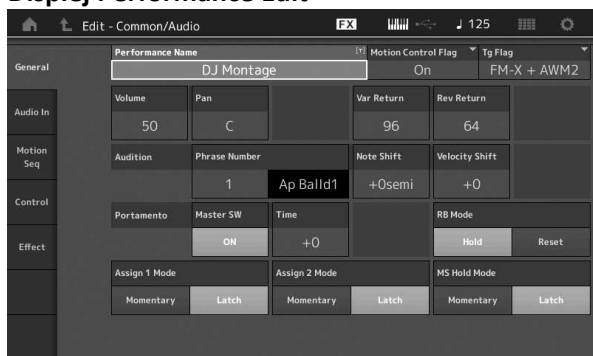 Displej Performance Edit
Edit - Common/Audio FX ♩ 125
General
Audio In
Motion Seq
Control
Effect
Performance Name [T] Motion Control Flag Tg Flag
DJ Montage On FM-X + AWM2
Volume Pan Var Return Rev Return
50 C 96 64
Audition Phrase Number Note Shift Velocity Shift
1 Ap Balld1 +0semi +0
Portamento Master SW Time RB Mode
ON +0 Hold Reset
Assign 1 Mode Assign 2 Mode MS Hold Mode
Momentary Latch Momentary Latch Momentary Latch